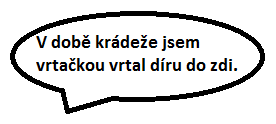 V době krádeže jsem
vrtačkou vrtal díru do zdi.